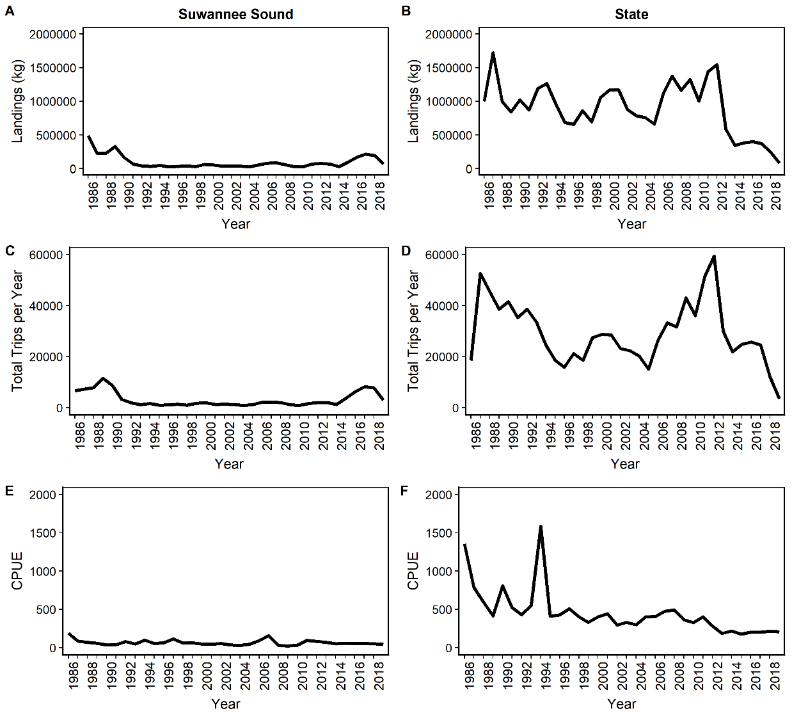 A Suwannee Sound
B State
Landings (kg)
2000000
1500000
1000000
500000
0
1986 1988 1990 1992 1994 1996 1998 2000 2002 2004 2006 2008 2010 2012 2014 2016 2018
Year
Landings (kg)
2000000
1500000
1000000
500000
0
1986 1988 1990 1992 1994 1996 1998 2000 2002 2004 2006 2008 2010 2012 2014 2016 2018
Year
C
Total Trips per Year
60000
40000
20000
0
1986 1988 1990 1992 1994 1996 1998 2000 2002 2004 2006 2008 2010 2012 2014 2016 2018
Year
D
Total Trips per Year
60000
40000
20000
0
1986 1988 1990 1992 1994 1996 1998 2000 2002 2004 2006 2008 2010 2012 2014 2016 2018
Year
E
CPUE
2000
1500
1000
500
0
1986 1988 1990 1992 1994 1996 1998 2000 2002 2004 2006 2008 2010 2012 2014 2016 2018
Year
F
CPUE
2000
1500
1000
500
0
1986 1988 1990 1992 1994 1996 1998 2000 2002 2004 2006 2008 2010 2012 2014 2016 2018
Year